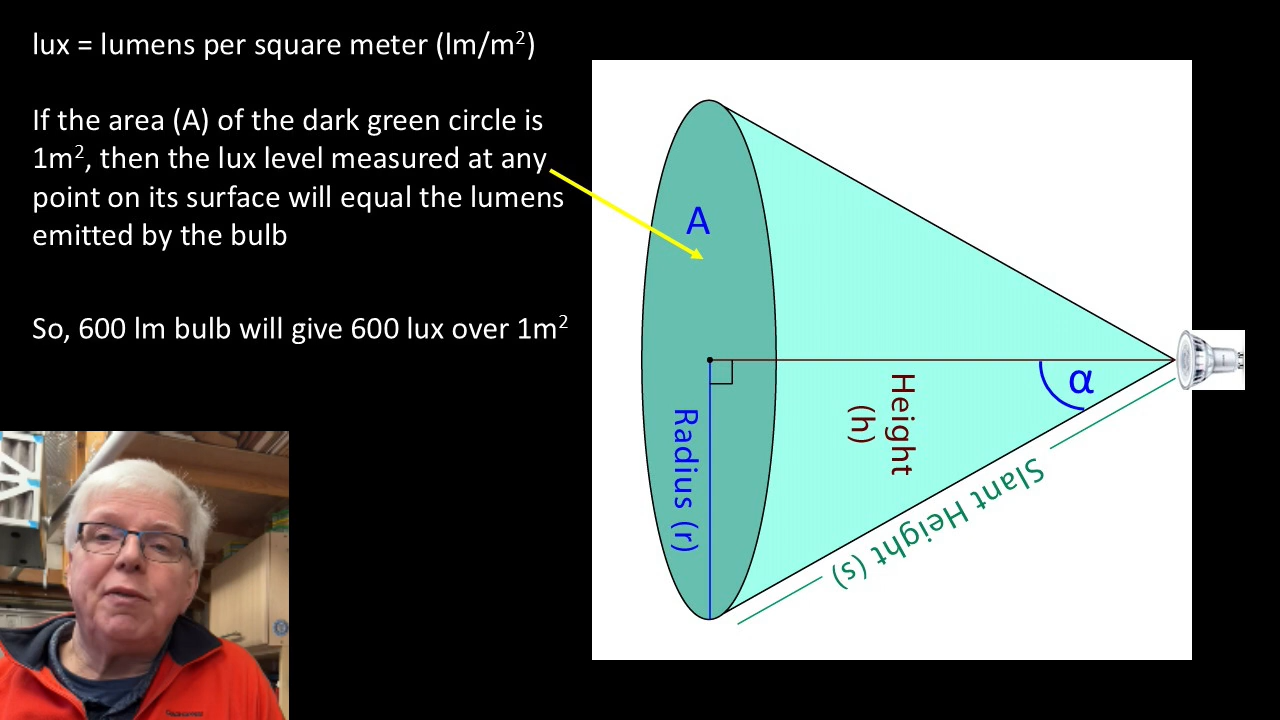 lux = lumens per square meter (lm/m²)
If the area (A) of the dark green circle is
1m², then the lux level measured at any
point on its surface will equal the lumens
emitted by the bulb
So, 600 lm bulb will give 600 lux over 1m²
A
α
Height
(h)
Radius (r)
Slant Height (s)